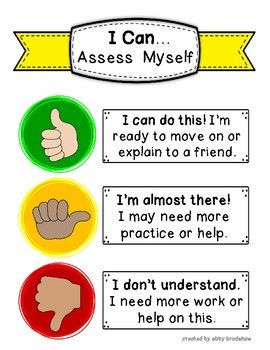 I Can...
Assess Myself
I can do this! I'm
ready to move on or
explain to a friend.
I'm almost there!
I may need more
practice or help.
I don't understand.
I need more work or
help on this.
created by abby bradshaw